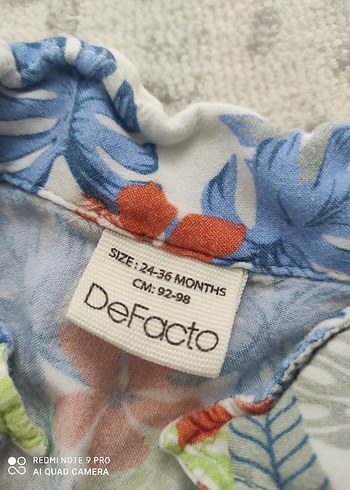 SIZE : 24-36 MONTHS
CM: 92-98
DeFacto
REDMI NOTE 9 PRO
AI QUAD CAMERA